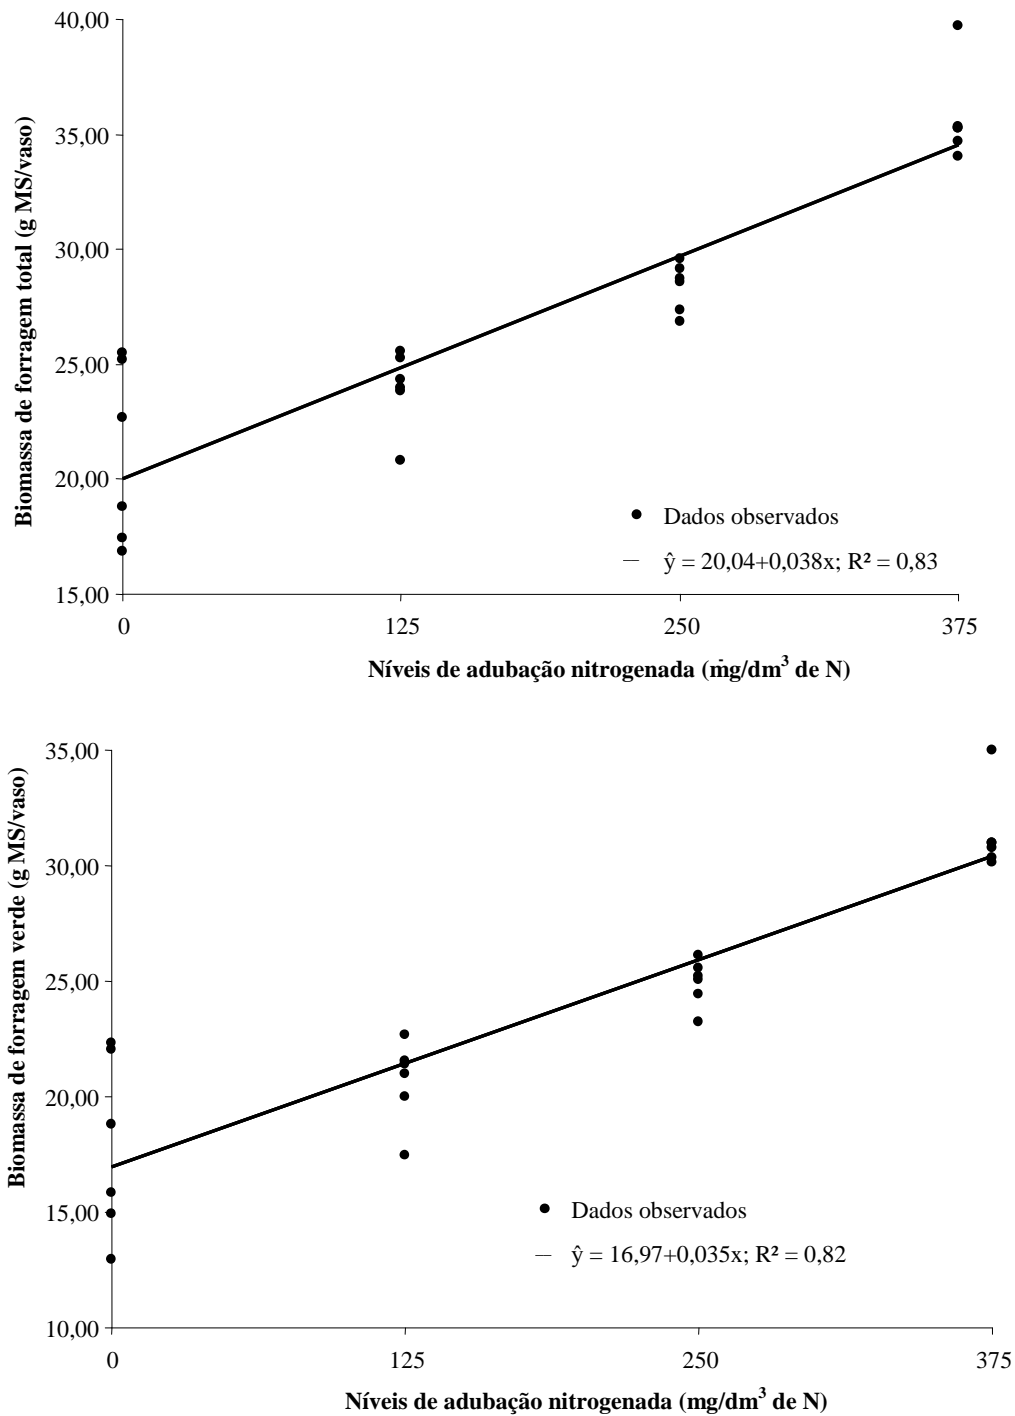 Biomassa de forragem total (g MS/vaso)
40,00
35,00
30,00
25,00
20,00
15,00
Dados observados
ŷ = 20,04+0,038x; R² = 0,83
0
125
250
375
Níveis de adubação nitrogenada (mg/dm³ de N)
Biomassa de forragem verde (g MS/vaso)
35,00
30,00
25,00
20,00
15,00
10,00
Dados observados
ŷ = 16,97+0,035x; R² = 0,82
0
125
250
375
Níveis de adubação nitrogenada (mg/dm³ de N)